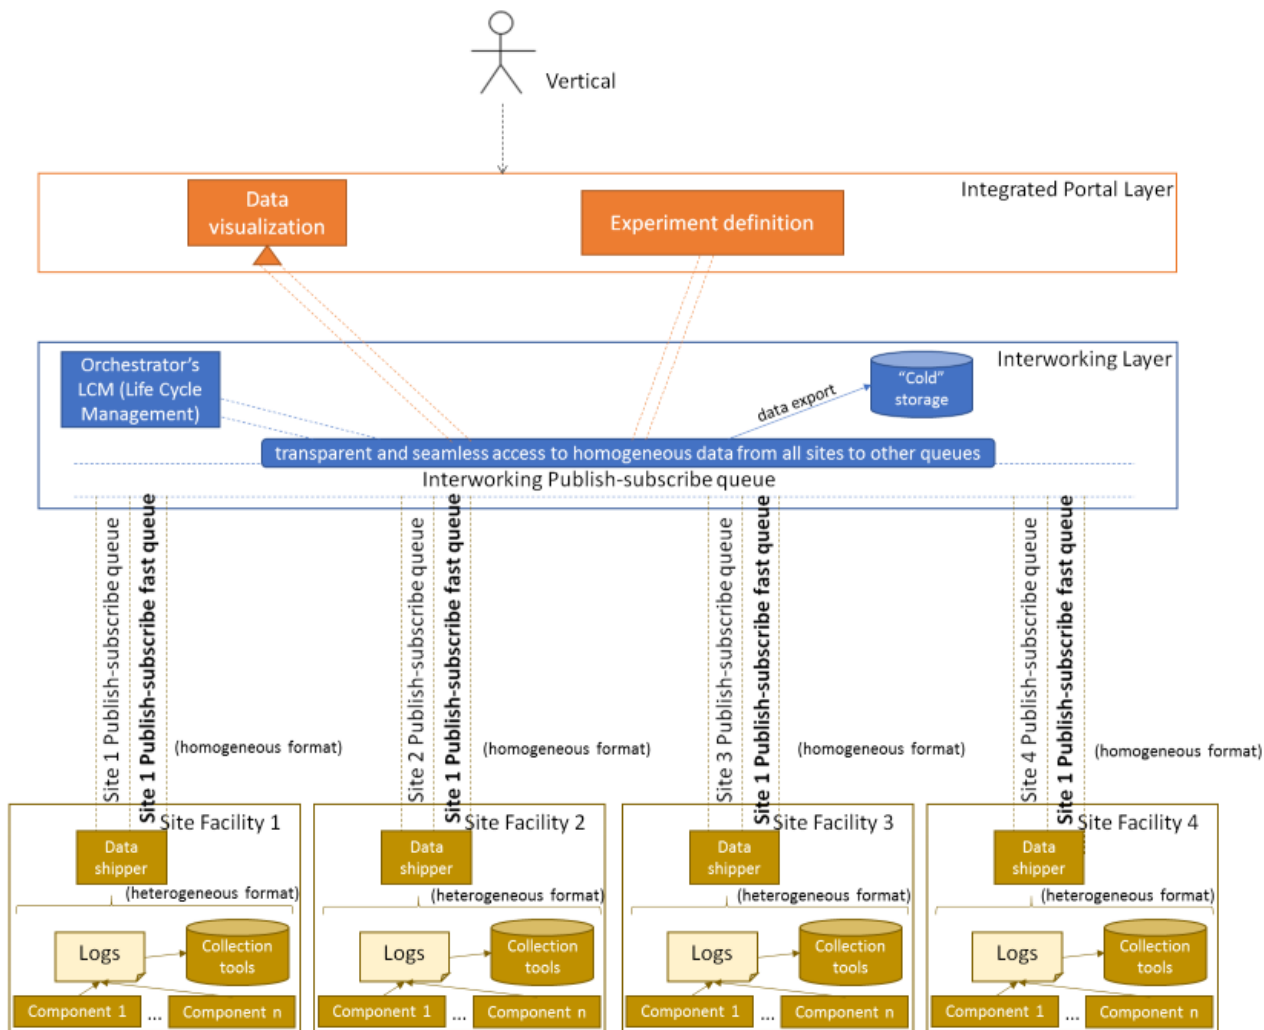 Vertical
Integrated Portal Layer
Data
visualization
Experiment definition
Interworking Layer
Orchestrator's
LCM (Life Cycle
Management)
"Cold"
storage
data export
transparent and seamless access to homogeneous data from all sites to other queues
Interworking Publish-subscribe queue
Site 1 Publish-subscribe queue
Site 1 Publish-subscribe fast queue
(homogeneous format)
Site 2 Publish-subscribe queue
Site 1 Publish-subscribe fast queue
(homogeneous format)
Site 3 Publish-subscribe queue
Site 1 Publish-subscribe fast queue
(homogeneous format)
Site 4 Publish-subscribe queue
Site 1 Publish-subscribe fast queue
(homogeneous format)
Site Facility 1
Data
shipper
(heterogeneous format)
Logs
Collection
tools
Component 1
...
Component n
Site Facility 2
Data
shipper
(heterogeneous format)
Logs
Collection
tools
Component 1
...
Component n
Site Facility 3
Data
shipper
(heterogeneous format)
Logs
Collection
tools
Component 1
...
Component n
Site Facility 4
Data
shipper
(heterogeneous format)
Logs
Collection
tools
Component 1
...
Component n